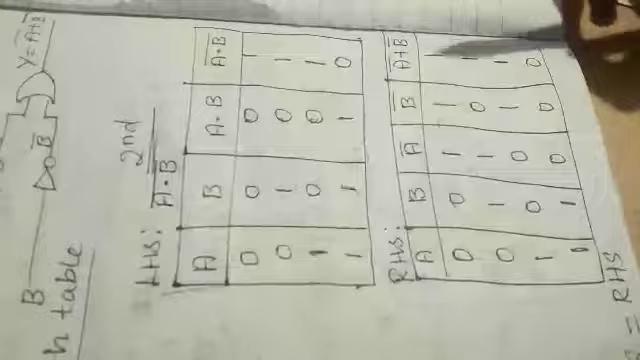 B B̅ Y = A̅+B̅
h table
2nd
LHS: A̅·̅B̅
A B A·B A̅·̅B̅
0 0 0 1
0 1 0 1
1 0 0 1
1 1 1 0
RHS:
A B A̅ B̅ A̅+B̅
0 0 1 1 1
0 1 1 0 1
1 0 0 1 1
1 1 0 0 0
= RHS